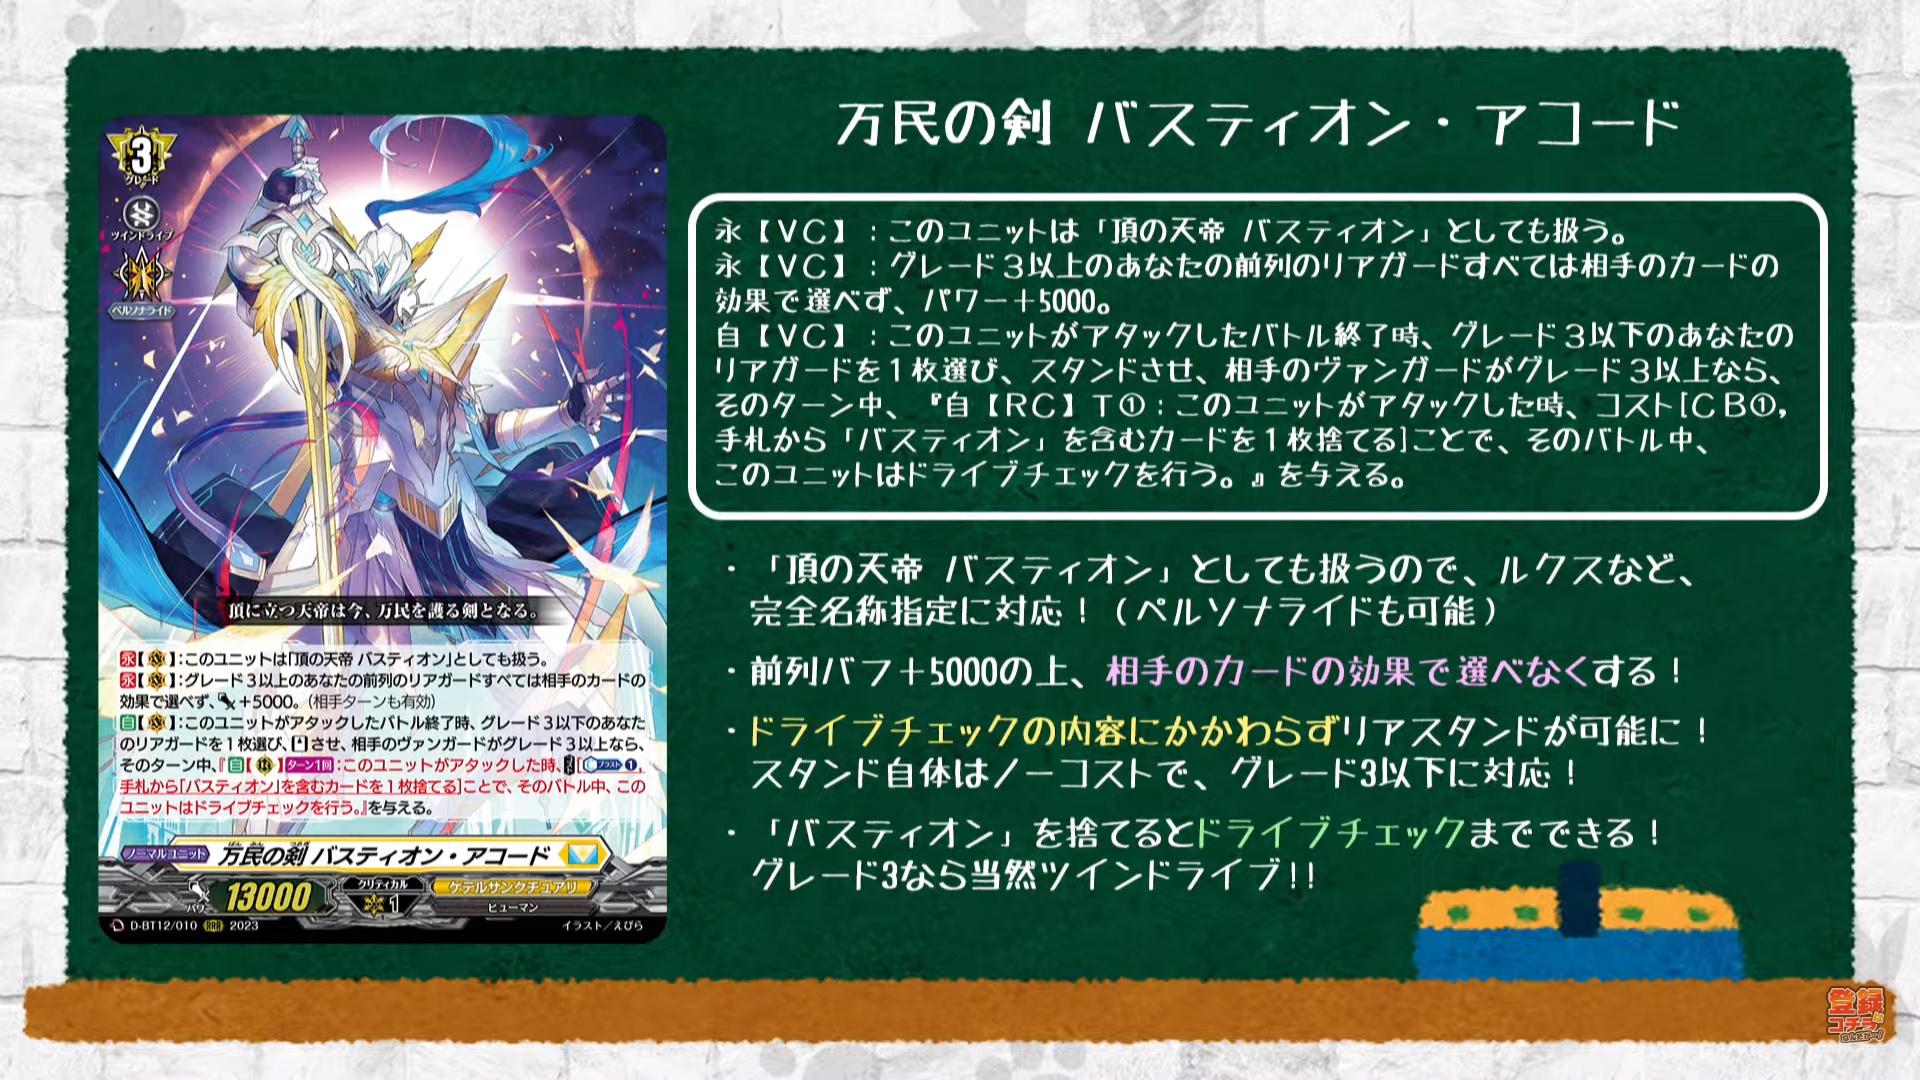 万民の剣 バスティオン・アコード
3
グレード
ツインドライブ
ペルソナライド
頂に立つ天帝は今、万民を護る剣となる。
永【】:このユニットは「頂の天帝 バスティオン」としても扱う。
永【】:グレード3以上のあなたの前列のリアガードすべては相手のカードの
効果で選べず、+5000。(相手ターンも有効)
自【】:このユニットがアタックしたバトル終了時、グレード3以下のあなた
のリアガードを1枚選び、させ、相手のヴァンガードがグレード3以上なら、
そのターン中、『自【】ターン1回:このユニットがアタックした時、[ブラスト1,
手札から「バスティオン」を含むカードを1枚捨てる]ことで、そのバトル中、この
ユニットはドライブチェックを行う。』を与える。
ノーマルユニット
ばんみん つるぎ
万民の剣 バスティオン・アコード
パワー 13000
クリティカル 1
ケテルサンクチュアリ
ヒューマン
D-BT12/010 RRR 2023
イラスト/えびら
永【VC】:このユニットは「頂の天帝 バスティオン」としても扱う。
永【VC】:グレード3以上のあなたの前列のリアガードすべては相手のカードの
効果で選べず、パワー+5000。
自【VC】:このユニットがアタックしたバトル終了時、グレード3以下のあなたの
リアガードを1枚選び、スタンドさせ、相手のヴァンガードがグレード3以上なら、
そのターン中、『自【RC】T①:このユニットがアタックした時、コスト[CB①,
手札から「バスティオン」を含むカードを1枚捨てる]ことで、そのバトル中、
このユニットはドライブチェックを行う。』を与える。
・「頂の天帝 バスティオン」としても扱うので、ルクスなど、
完全名称指定に対応!(ペルソナライドも可能)
・前列バフ+5000の上、相手のカードの効果で選べなくする!
・ドライブチェックの内容にかかわらずリアスタンドが可能に!
スタンド自体はノーコストで、グレード3以下に対応!
・「バスティオン」を捨てるとドライブチェックまでできる!
グレード3なら当然ツインドライブ!!
登録は
コチラ